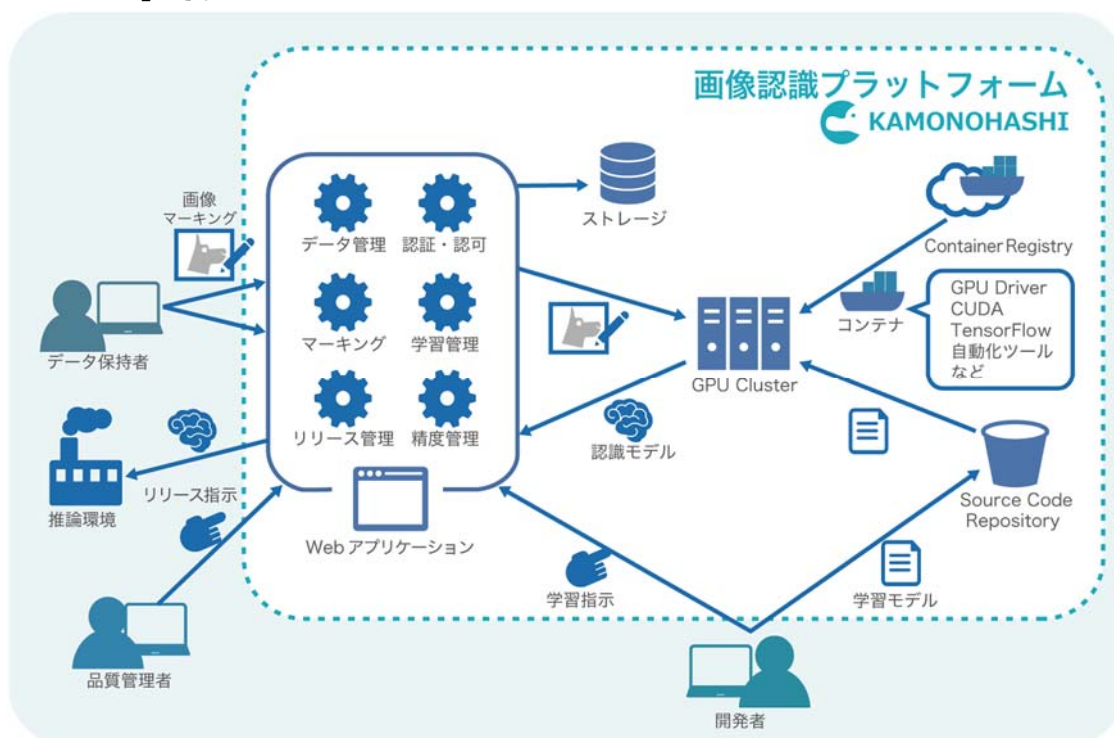 画像認識プラットフォーム
KAMONOHASHI
画像
マーキング
データ保持者
データ管理
認証・認可
マーキング
学習管理
リリース管理
精度管理
Webアプリケーション
ストレージ
Container Registry
コンテナ
GPU Driver
CUDA
TensorFlow
自動化ツール
など
GPU Cluster
認識モデル
Source Code
Repository
リリース指示
推論環境
学習指示
学習モデル
品質管理者
開発者